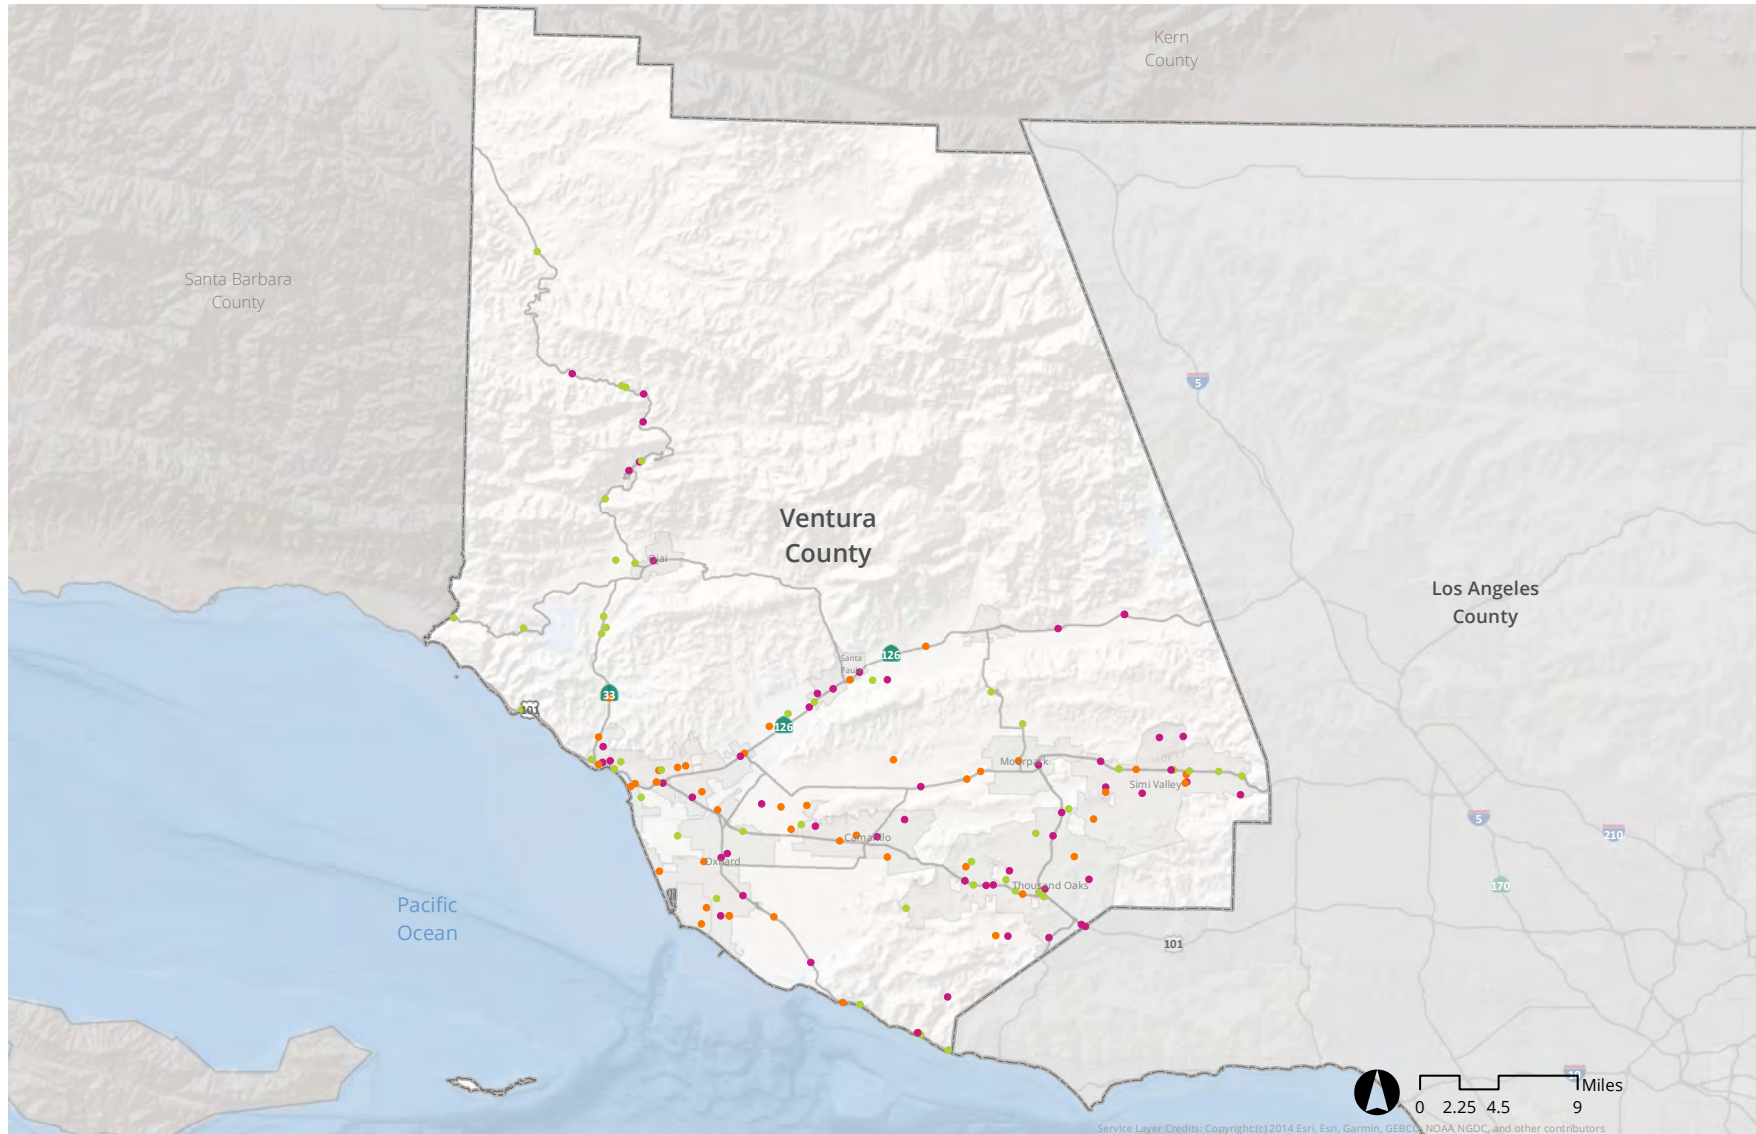 Kern
County
Santa Barbara
County
5
Ventura
County
Ojai
Los Angeles
County
126
Santa
Paula
33
101
126
Moorpark
Simi Valley
5
210
Camarillo
Oxnard
Thousand Oaks
170
Pacific
Ocean
101
10
Miles
0 2.25 4.5 9
Service Layer Credits: Copyright:(c) 2014 Esri, Esri, Garmin, GEBCO, NOAA NGDC, and other contributors